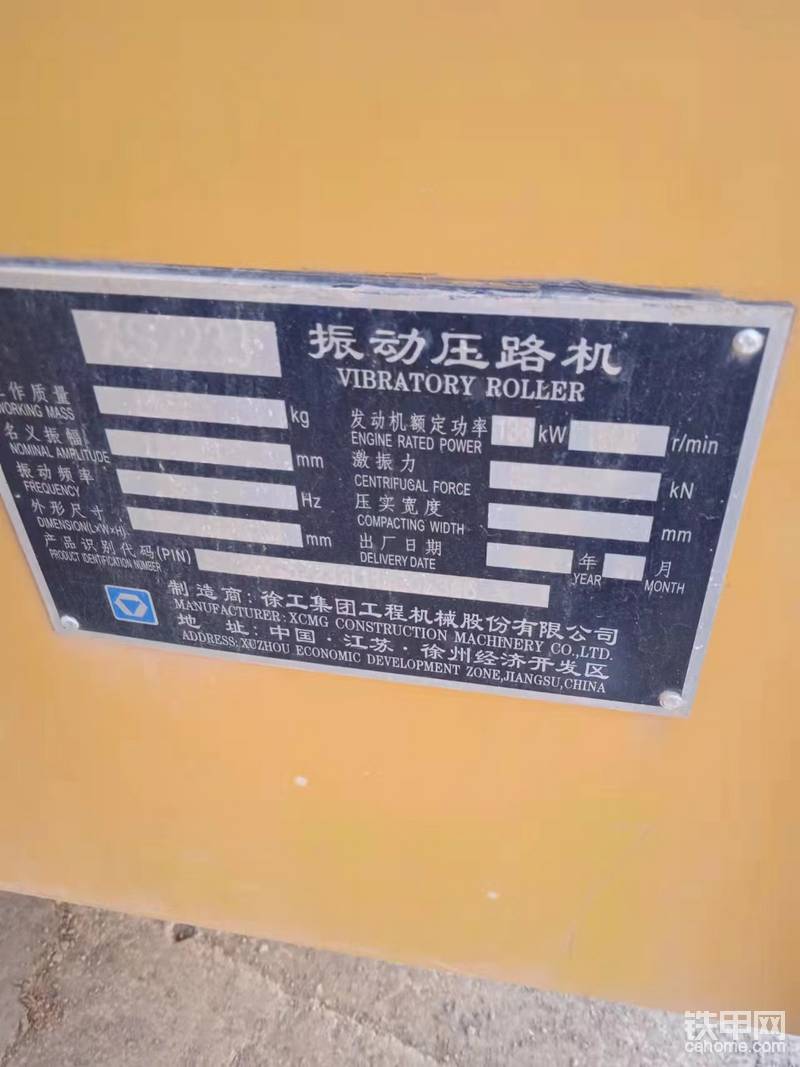 振动压路机
VIBRATORY ROLLER
工作质量 kg
WORKING MASS
发动机额定功率 kW r/min
ENGINE RATED POWER
名义振幅 mm
NOMINAL AMPLITUDE
激振力 kN
CENTRIFUGAL FORCE
振动频率 Hz
FREQUENCY
压实宽度 mm
COMPACTING WIDTH
外形尺寸 mm
DIMENSION(L×W×H)
出厂日期 年 月
DELIVERY DATE YEAR MONTH
产品识别代码(PIN)
PRODUCT IDENTIFICATION NUMBER
制造商:徐工集团工程机械股份有限公司
MANUFACTURER: XCMG CONSTRUCTION MACHINERY CO.,LTD.
地 址:中国·江苏·徐州经济开发区
ADDRESS: XUZHOU ECONOMIC DEVELOPMENT ZONE,JIANGSU,CHINA
铁甲网
cehome.com